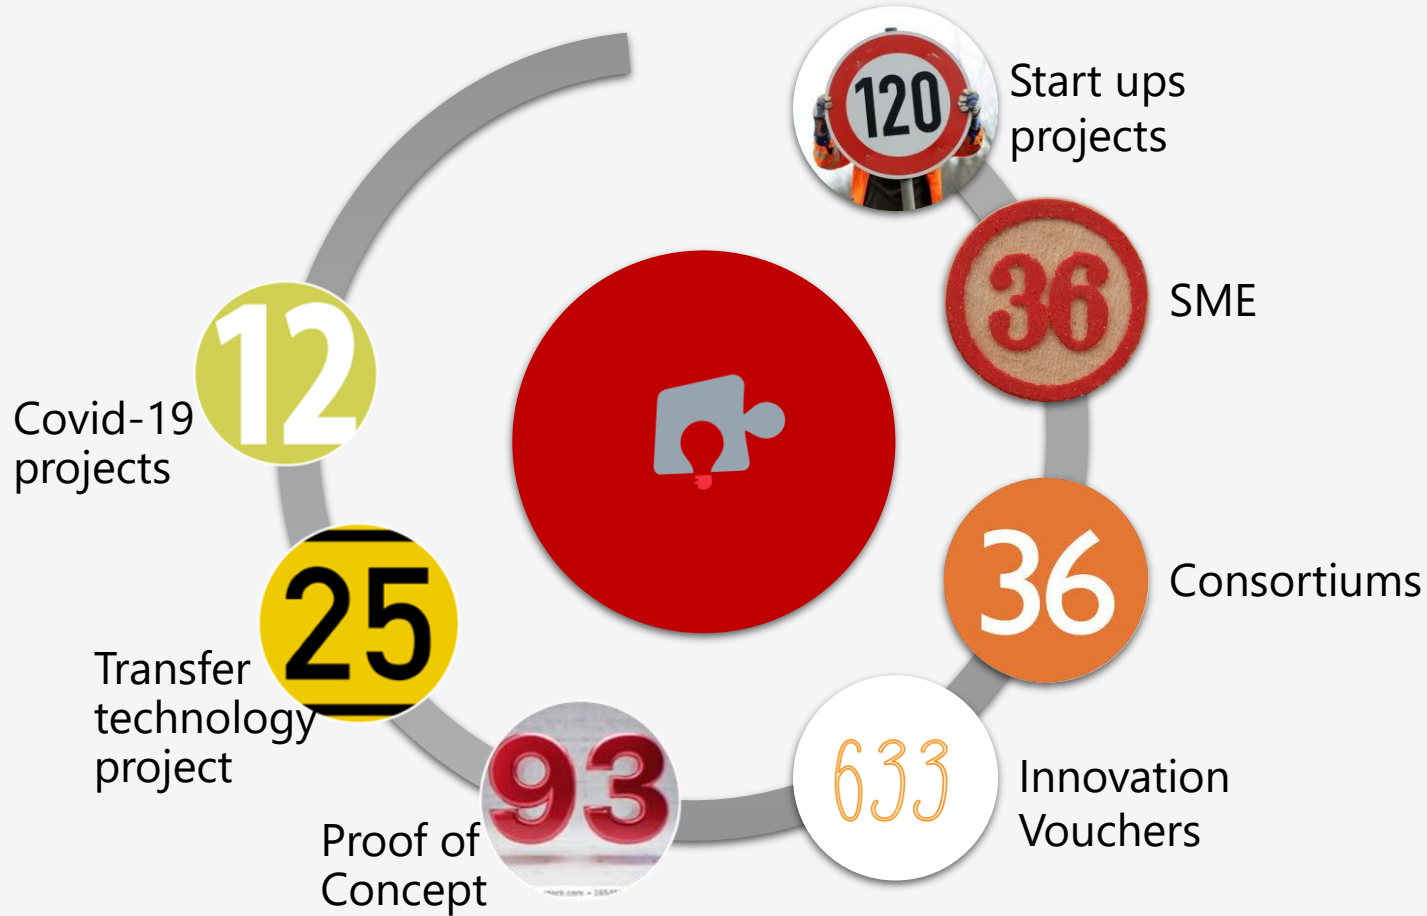 120
Start ups
projects
36
SME
36
Consortiums
633
Innovation
Vouchers
93
Proof of
Concept
25
Transfer
technology
project
12
Covid-19
projects